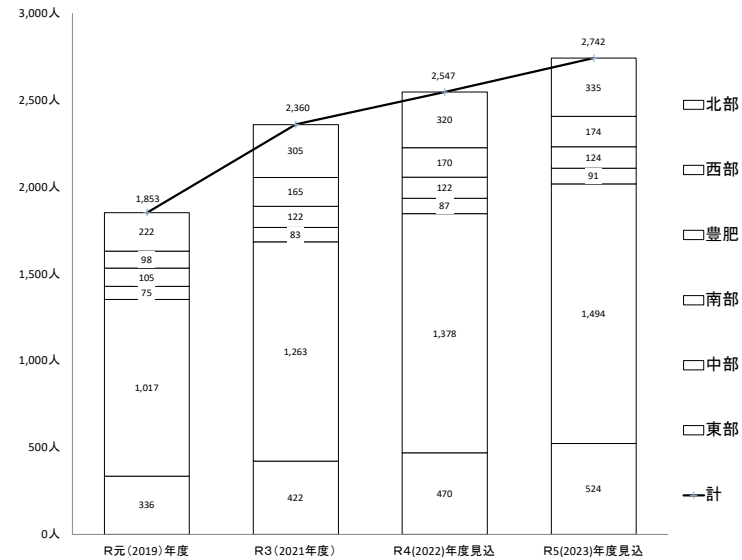 3,000人
2,500人
2,000人
1,500人
1,000人
500人
0人
1,853
222
98
105
75
1,017
336
2,360
305
165
122
83
1,263
422
2,547
320
170
122
87
1,378
470
2,742
335
174
124
91
1,494
524
R元(2019)年度
R3(2021年度)
R4(2022)年度見込
R5(2023)年度見込
北部
西部
豊肥
南部
中部
東部
計